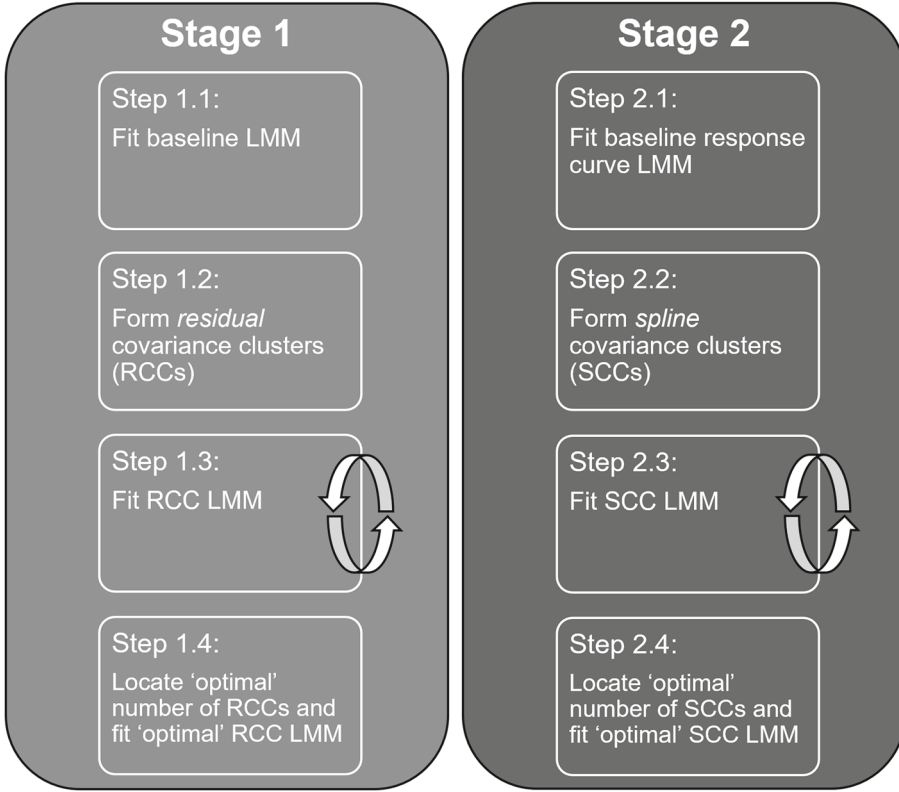 Stage 1
Step 1.1:
Fit baseline LMM
Step 1.2:
Form residual
covariance clusters
(RCCs)
Step 1.3:
Fit RCC LMM
Step 1.4:
Locate ‘optimal’
number of RCCs and
fit ‘optimal’ RCC LMM
Stage 2
Step 2.1:
Fit baseline response
curve LMM
Step 2.2:
Form spline
covariance clusters
(SCCs)
Step 2.3:
Fit SCC LMM
Step 2.4:
Locate ‘optimal’
number of SCCs and
fit ‘optimal’ SCC LMM